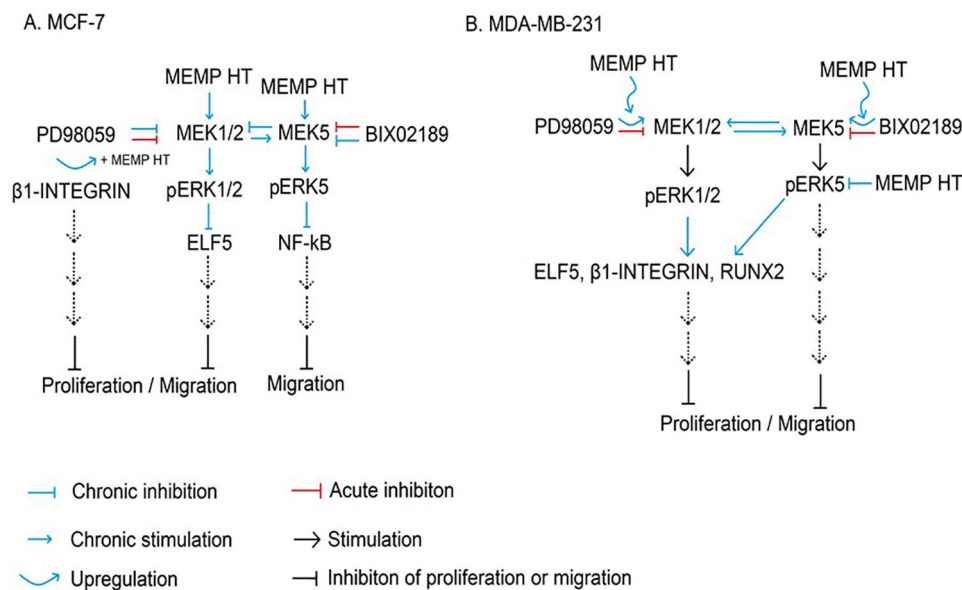 A. MCF-7
B. MDA-MB-231
MEMP HT
MEMP HT
PD98059
MEK1/2
MEK5
BIX02189
+ MEMP HT
β1-INTEGRIN
pERK1/2
pERK5
ELF5
NF-kB
Proliferation / Migration
Migration
MEMP HT
MEMP HT
PD98059
MEK1/2
MEK5
BIX02189
pERK1/2
pERK5
MEMP HT
ELF5, β1-INTEGRIN, RUNX2
Proliferation / Migration
Chronic inhibition
Acute inhibiton
Chronic stimulation
Stimulation
Upregulation
Inhibiton of proliferation or migration